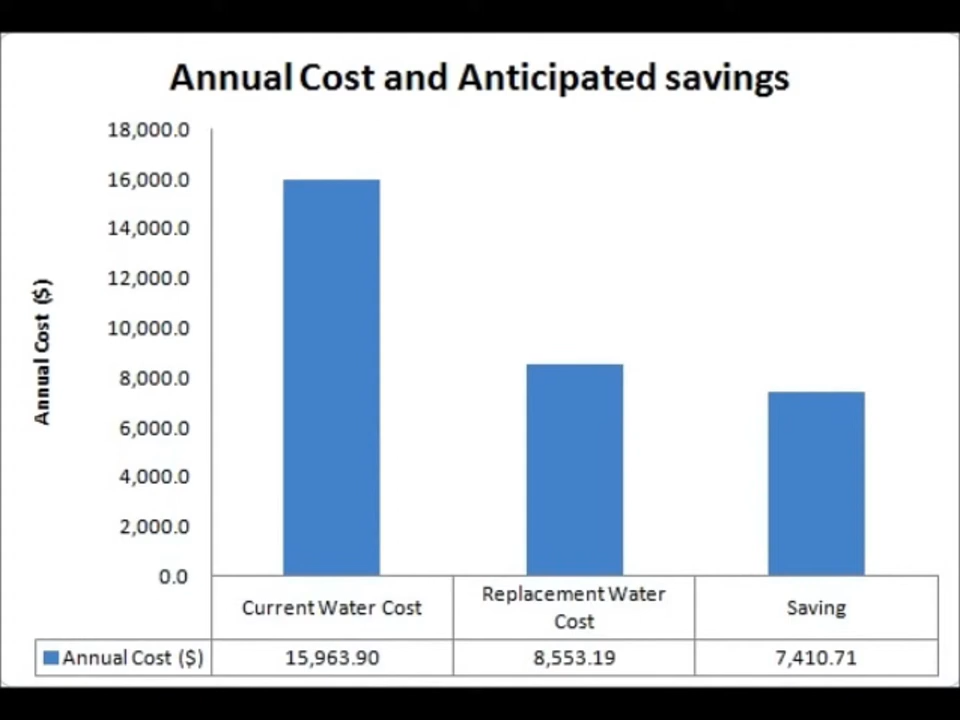 Annual Cost and Anticipated savings
18,000.0
16,000.0
14,000.0
12,000.0
10,000.0
8,000.0
6,000.0
4,000.0
2,000.0
0.0
Annual Cost ($)
Current Water Cost
Replacement Water
Cost
Saving
Annual Cost ($) 15,963.90 8,553.19 7,410.71